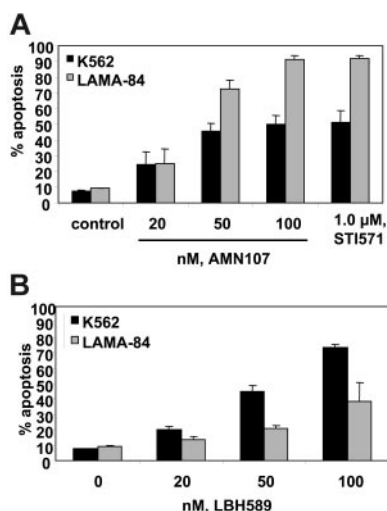 A
100
90
80
70
60
50
40
30
20
10
0
% apoptosis
K562
LAMA-84
control 20 50 100 1.0 µM,
STI571
nM, AMN107
B
80
70
60
50
40
30
20
10
0
% apoptosis
K562
LAMA-84
0 20 50 100
nM, LBH589